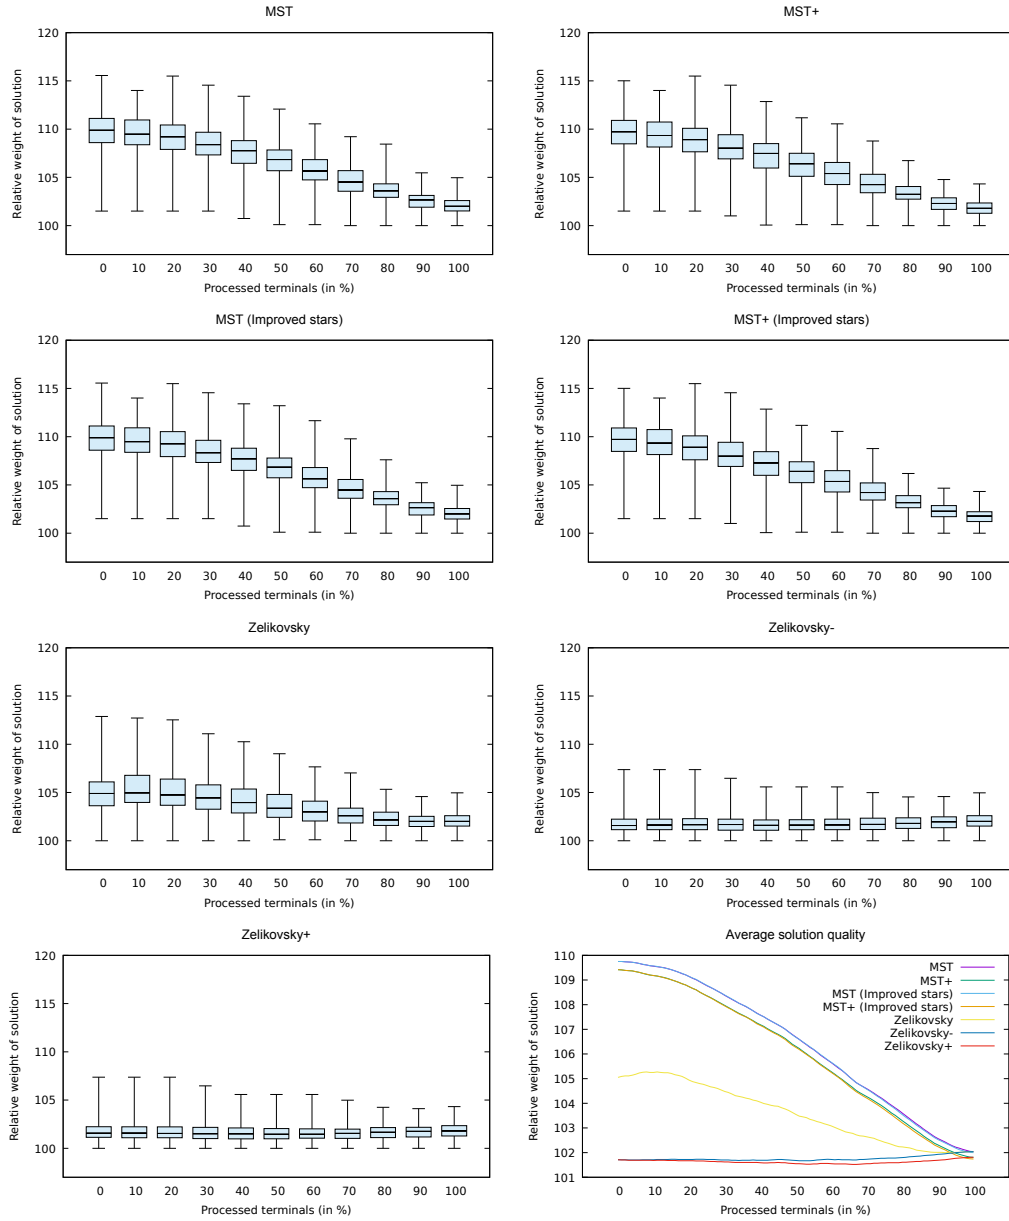 MST
MST+
120
115
110
105
100
Relative weight of solution
0 10 20 30 40 50 60 70 80 90 100
Processed terminals (in %)
120
115
110
105
100
Relative weight of solution
0 10 20 30 40 50 60 70 80 90 100
Processed terminals (in %)
MST (Improved stars)
MST+ (Improved stars)
120
115
110
105
100
Relative weight of solution
0 10 20 30 40 50 60 70 80 90 100
Processed terminals (in %)
120
115
110
105
100
Relative weight of solution
0 10 20 30 40 50 60 70 80 90 100
Processed terminals (in %)
Zelikovsky
Zelikovsky-
120
115
110
105
100
Relative weight of solution
0 10 20 30 40 50 60 70 80 90 100
Processed terminals (in %)
120
115
110
105
100
Relative weight of solution
0 10 20 30 40 50 60 70 80 90 100
Processed terminals (in %)
Zelikovsky+
Average solution quality
120
115
110
105
100
Relative weight of solution
0 10 20 30 40 50 60 70 80 90 100
Processed terminals (in %)
110
109
108
107
106
105
104
103
102
101
Relative weight of solution
MST
MST+
MST (Improved stars)
MST+ (Improved stars)
Zelikovsky
Zelikovsky-
Zelikovsky+
0 10 20 30 40 50 60 70 80 90 100
Processed terminals (in %)